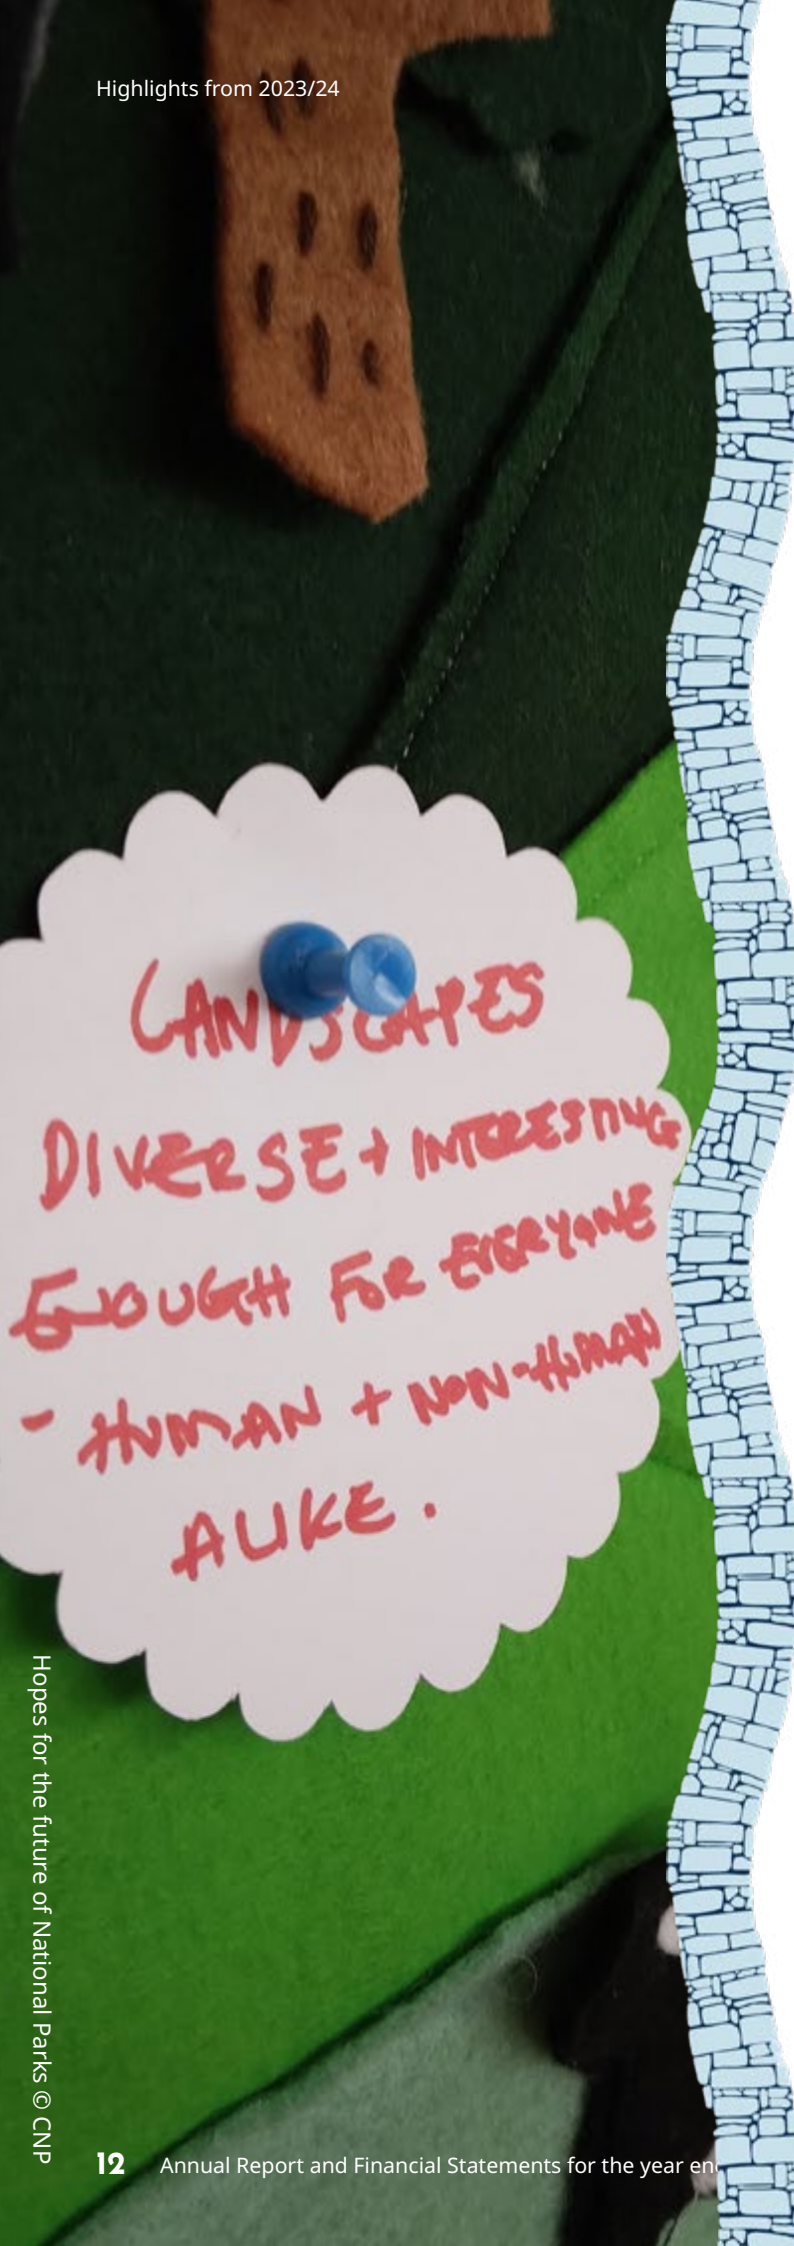 Highlights from 2023/24
LANDSCAPES
DIVERSE + INTERESTING
ENOUGH FOR EVERYONE
- HUMAN + NON-HUMAN
ALIKE.
Hopes for the future of National Parks © CNP
12 Annual Report and Financial Statements for the year